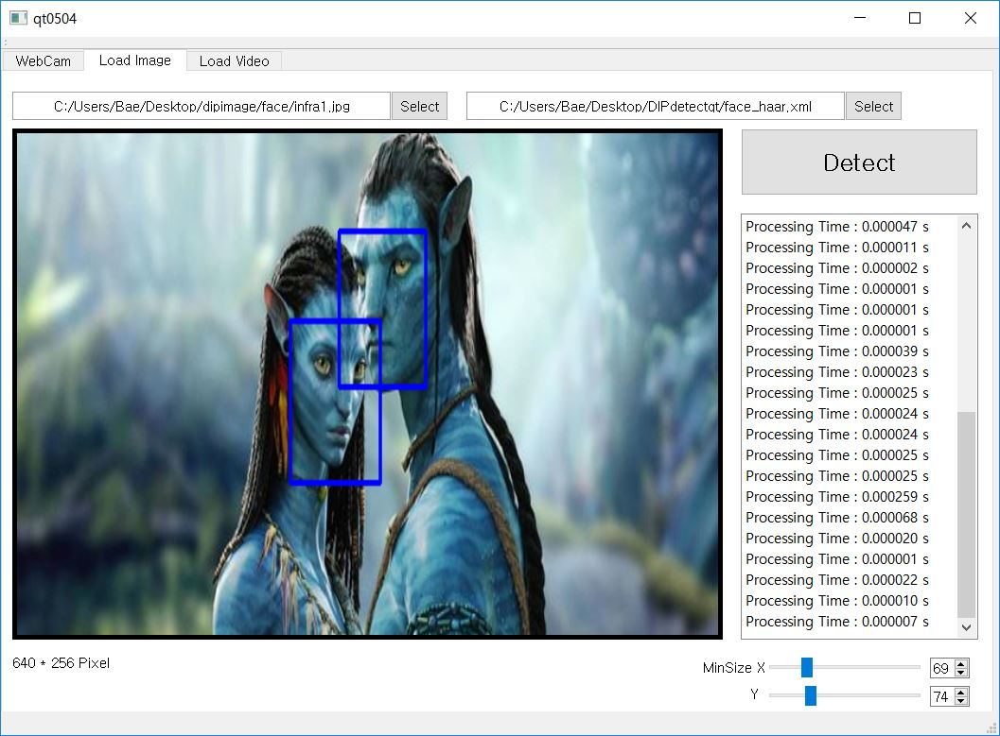 qt0504
WebCam Load Image Load Video
C:/Users/Bae/Desktop/dipimage/face/infra1.jpg Select C:/Users/Bae/Desktop/DIPdetectqt/face_haar.xml Select
Detect
Processing Time : 0.000047 s
Processing Time : 0.000011 s
Processing Time : 0.000002 s
Processing Time : 0.000001 s
Processing Time : 0.000001 s
Processing Time : 0.000001 s
Processing Time : 0.000039 s
Processing Time : 0.000023 s
Processing Time : 0.000025 s
Processing Time : 0.000024 s
Processing Time : 0.000024 s
Processing Time : 0.000025 s
Processing Time : 0.000025 s
Processing Time : 0.000259 s
Processing Time : 0.000068 s
Processing Time : 0.000020 s
Processing Time : 0.000001 s
Processing Time : 0.000022 s
Processing Time : 0.000010 s
Processing Time : 0.000007 s
640 * 256 Pixel
MinSize X 69
Y 74